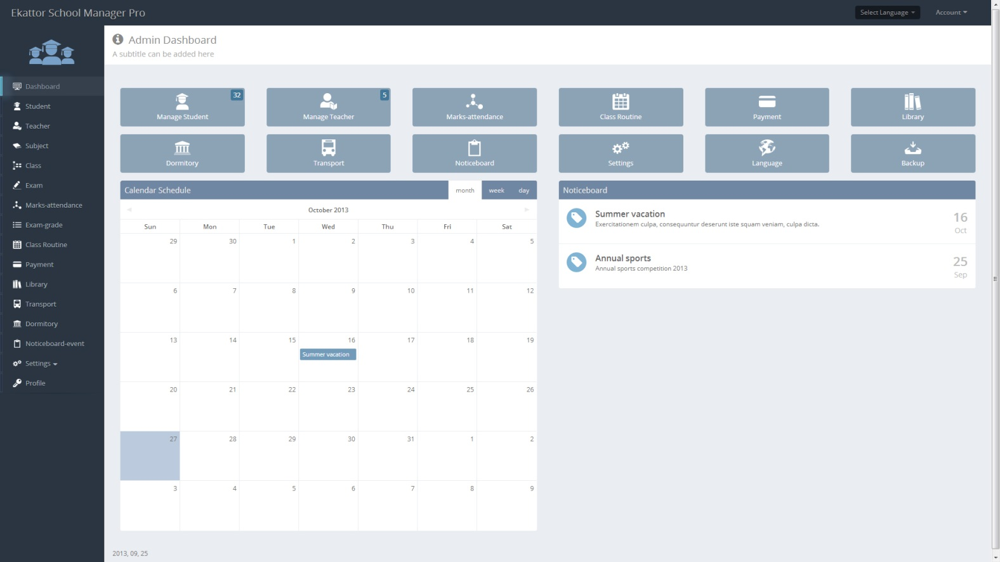 Ekattor School Manager Pro
Select Language
Account
Admin Dashboard
A subtitle can be added here
Dashboard
Student
Teacher
Subject
Class
Exam
Marks-attendance
Exam-grade
Class Routine
Payment
Library
Transport
Dormitory
Noticeboard-event
Settings
Profile
32
Manage Student
5
Manage Teacher
Marks-attendance
Class Routine
Payment
Library
Dormitory
Transport
Noticeboard
Settings
Language
Backup
Calendar Schedule
month week day
October 2013
Sun Mon Tue Wed Thu Fri Sat
29 30 1 2 3 4 5
6 7 8 9 10 11 12
13 14 15 16 17 18 19
Summer vacation
20 21 22 23 24 25 26
27 28 29 30 31 1 2
3 4 5 6 7 8 9
Noticeboard
Summer vacation
Exercitationem culpa, consequuntur deserunt iste squam veniam, culpa dicta.
16
Oct
Annual sports
Annual sports competition 2013
25
Sep
2013, 09, 25